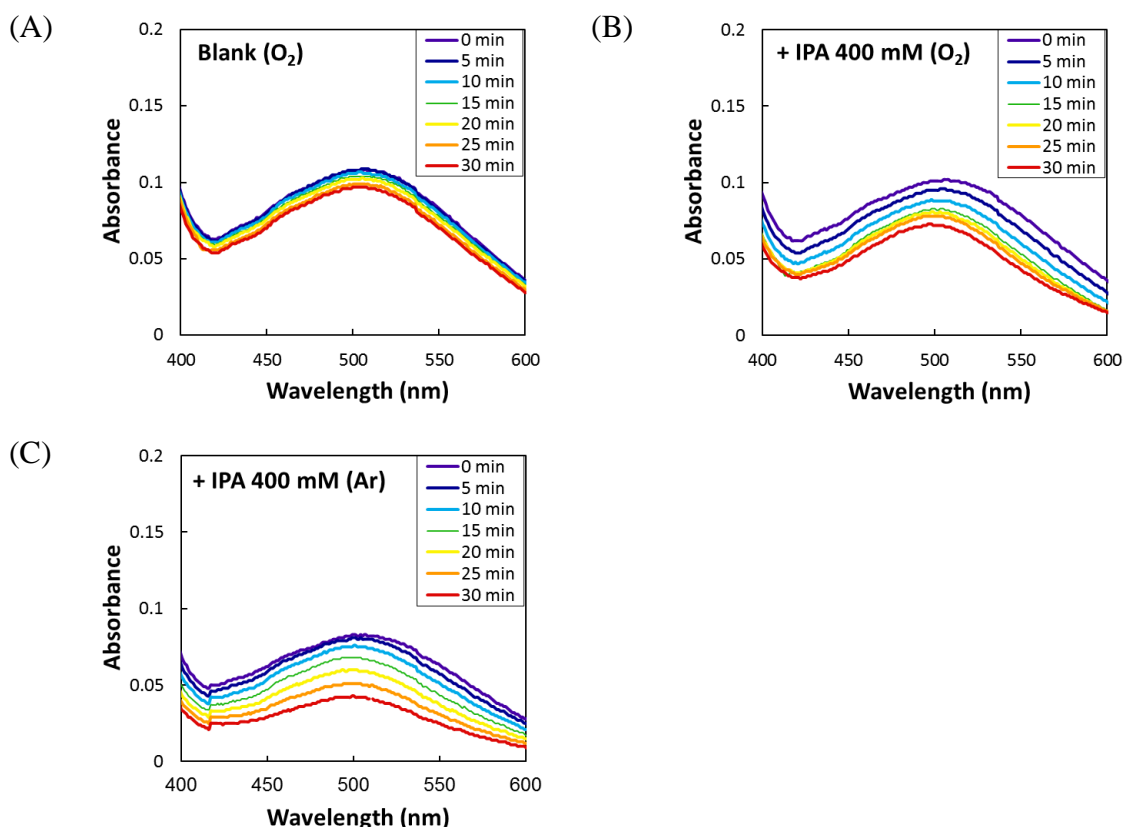 (A)
Blank (O₂)
0 min
5 min
10 min
15 min
20 min
25 min
30 min
0.2
0.15
0.1
0.05
0
Absorbance
400 450 500 550 600
Wavelength (nm)
(B)
+ IPA 400 mM (O₂)
0 min
5 min
10 min
15 min
20 min
25 min
30 min
0.2
0.15
0.1
0.05
0
Absorbance
400 450 500 550 600
Wavelength (nm)
(C)
+ IPA 400 mM (Ar)
0 min
5 min
10 min
15 min
20 min
25 min
30 min
0.2
0.15
0.1
0.05
0
Absorbance
400 450 500 550 600
Wavelength (nm)